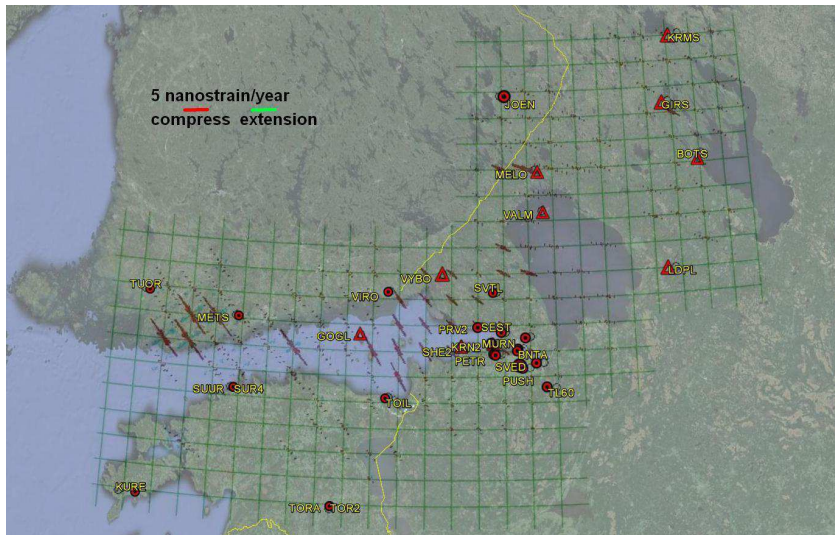 KRMS
5 nanostrain/year
compress extension
JOEN
GIRS
BOTS
MELO
VALM
LDPL
VYBO
TUOR
SVTL
VIRO
METS
PRV2 SEST
GOGL
KRN2 MURN
SHE2
PETR
BNTA
SVED
PUSH
SUUR SUR4
TL60
TOIL
KURE
TORA TOR2